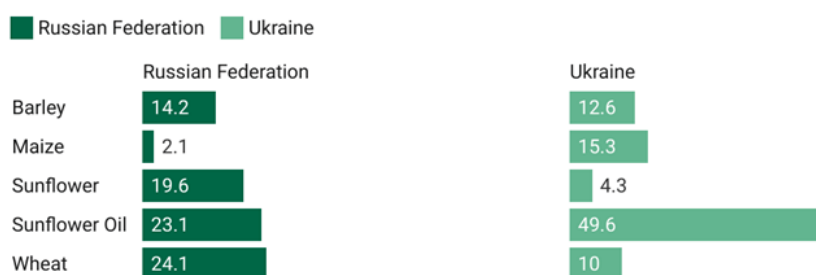 Russian Federation Ukraine
Russian Federation Ukraine
Barley 14.2 12.6
Maize 2.1 15.3
Sunflower 19.6 4.3
Sunflower Oil 23.1 49.6
Wheat 24.1 10